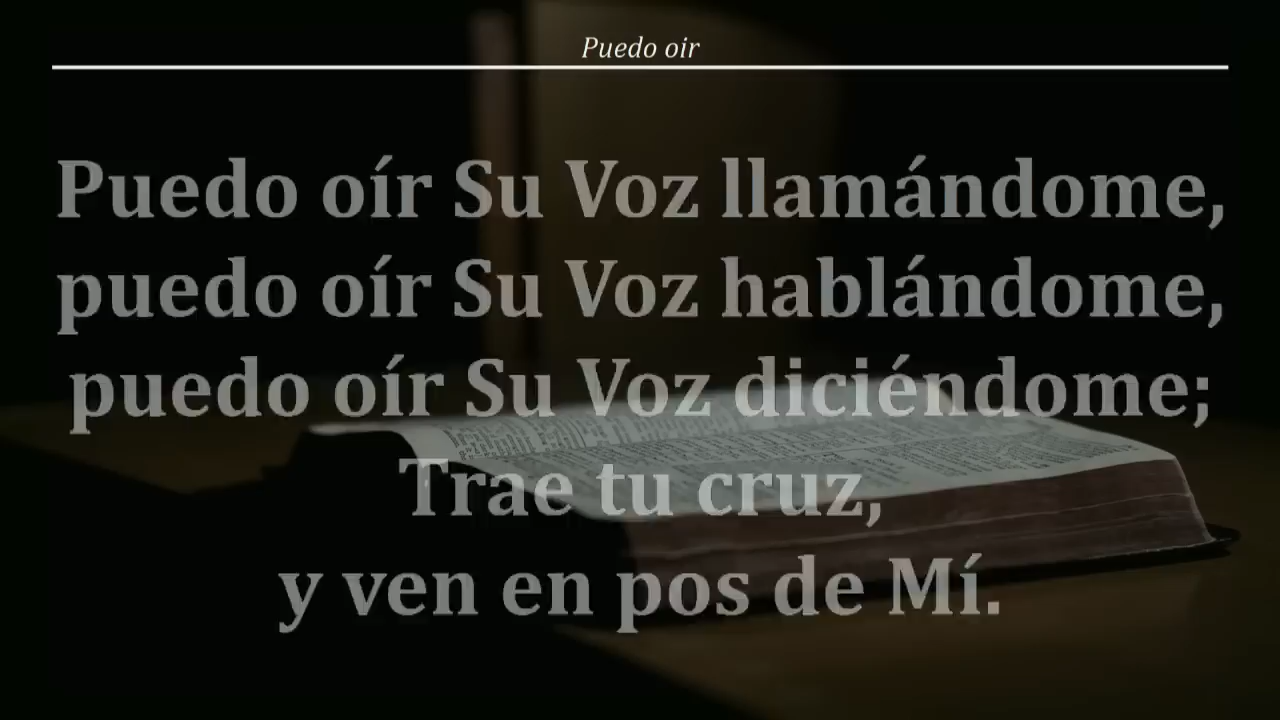 Puedo oir
Puedo oír Su Voz llamándome,
puedo oír Su Voz hablándome,
puedo oír Su Voz diciéndome;
Trae tu cruz,
y ven en pos de Mí.